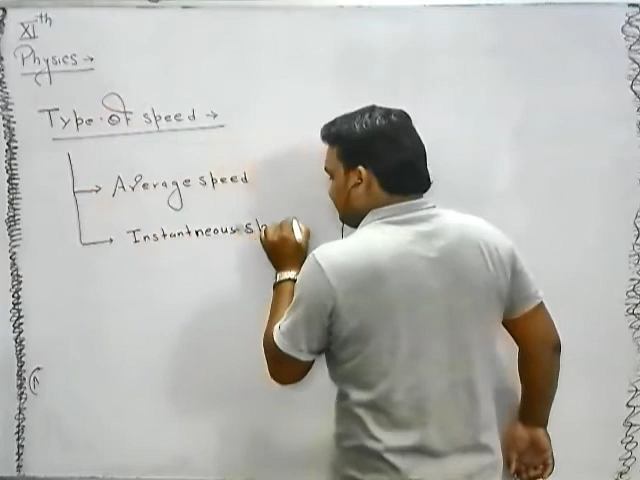 XIth
Physics →
Type of speed →
→ Average speed
→ Instantneous